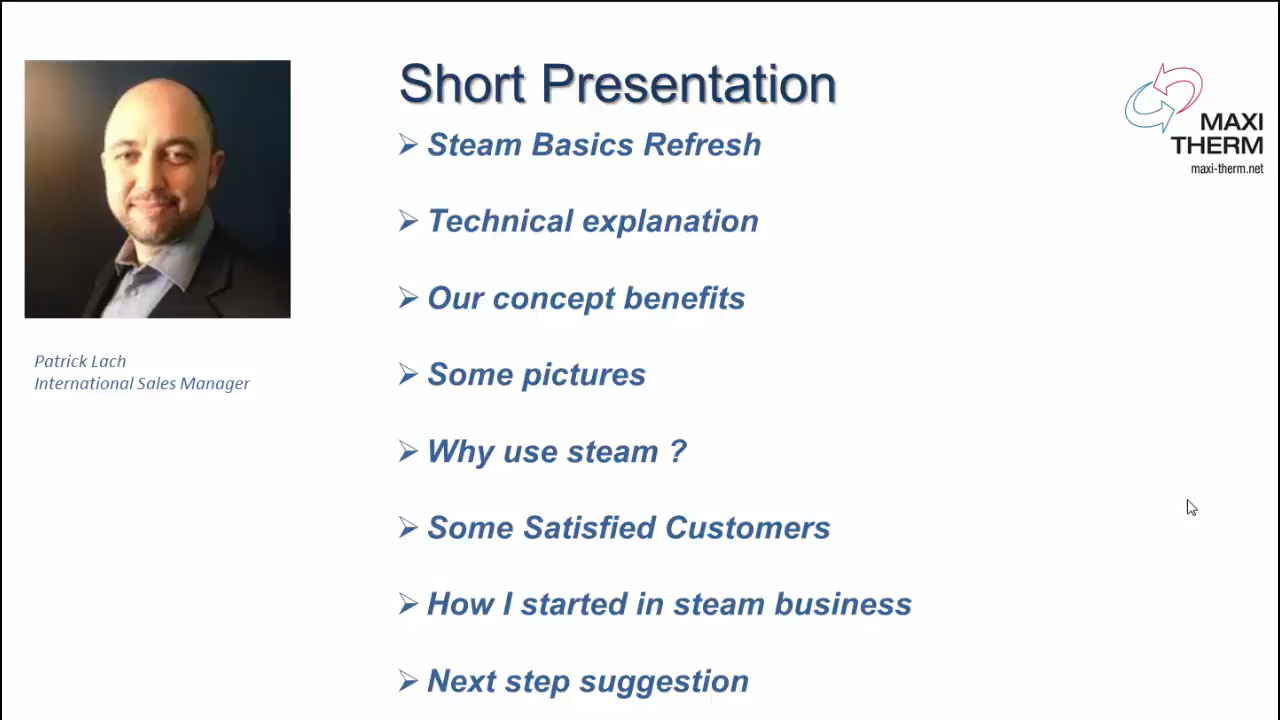 Short Presentation
Steam Basics Refresh
Technical explanation
Our concept benefits
Some pictures
Why use steam ?
Some Satisfied Customers
How I started in steam business
Next step suggestion
Patrick Lach
International Sales Manager
MAXI
THERM
maxi-therm.net